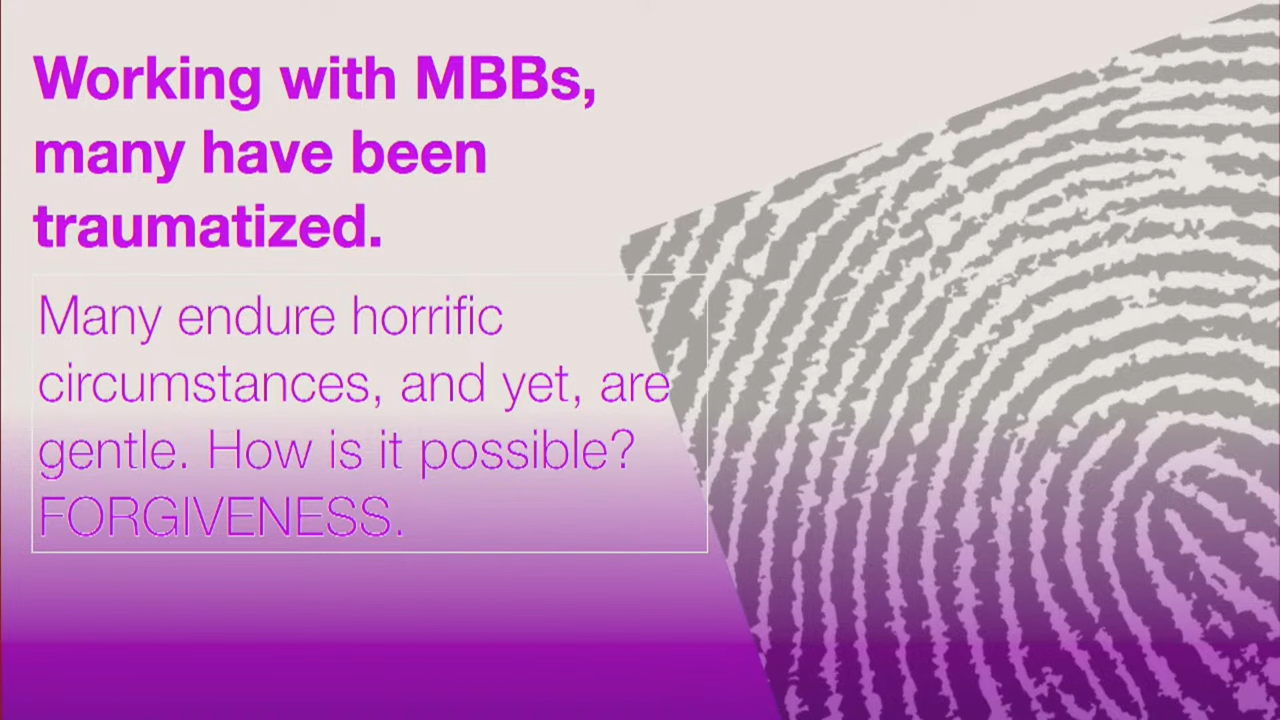 Working with MBBs,
many have been
traumatized.
Many endure horrific
circumstances, and yet, are
gentle. How is it possible?
FORGIVENESS.